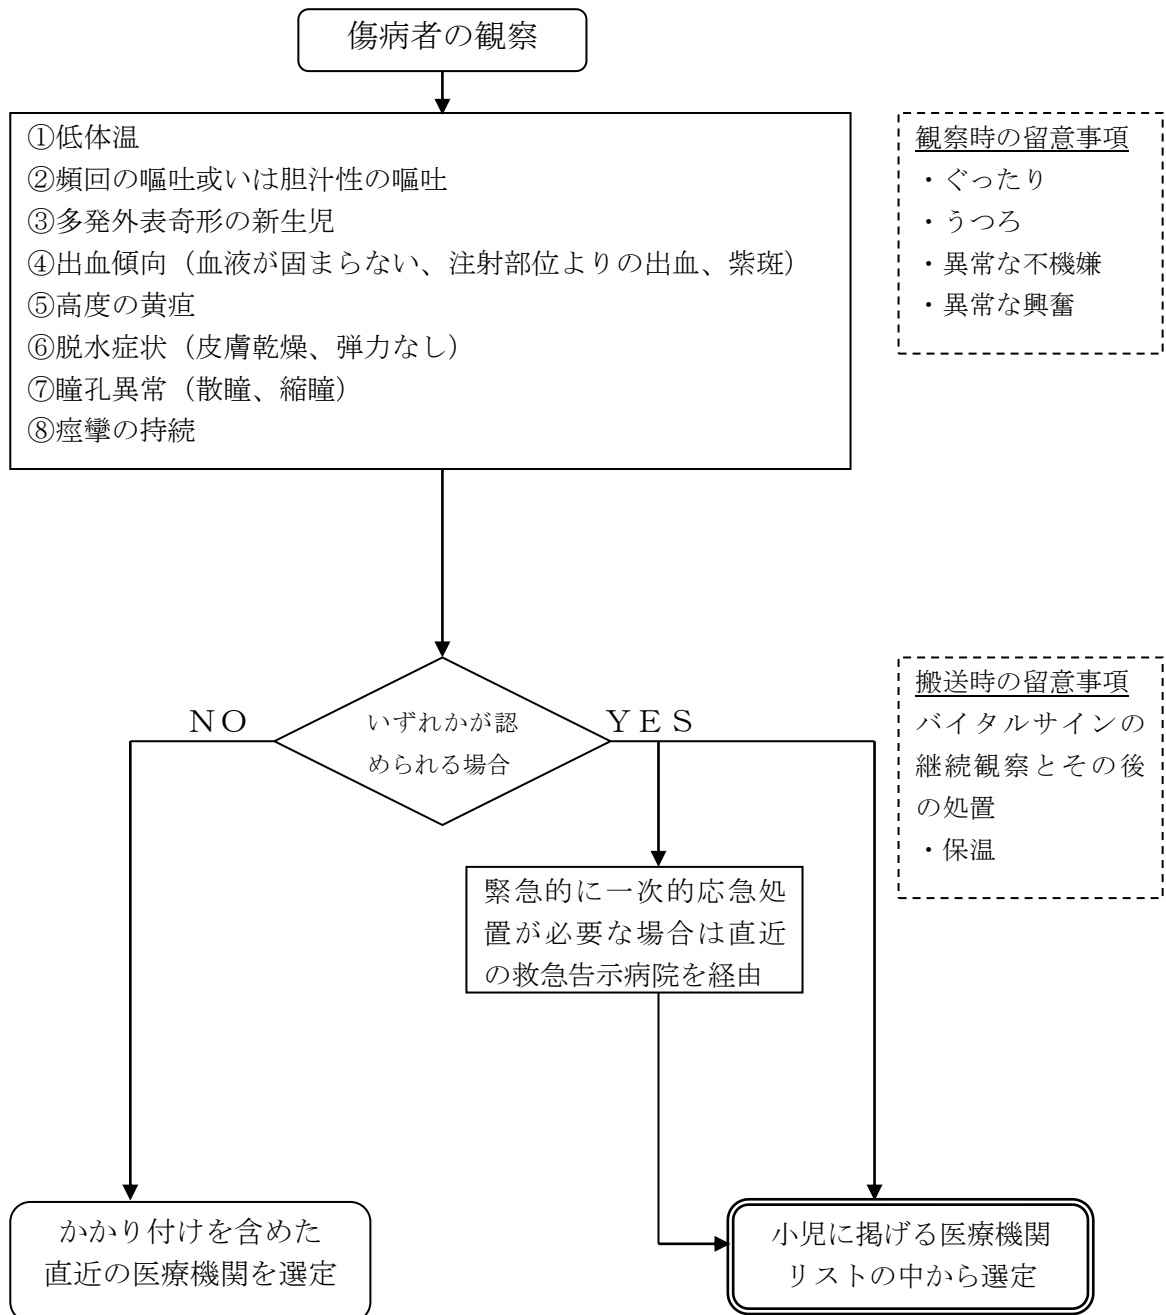 傷病者の観察
①低体温
②頻回の嘔吐或いは胆汁性の嘔吐
③多発外表奇形の新生児
④出血傾向（血液が固まらない、注射部位よりの出血、紫斑）
⑤高度の黄疸
⑥脱水症状（皮膚乾燥、弾力なし）
⑦瞳孔異常（散瞳、縮瞳）
⑧痙攣の持続
観察時の留意事項
・ぐったり
・うつろ
・異常な不機嫌
・異常な興奮
ＮＯ
いずれかが認
められる場合
ＹＥＳ
搬送時の留意事項
バイタルサインの
継続観察とその後
の処置
・保温
緊急的に一次的応急処
置が必要な場合は直近
の救急告示病院を経由
かかり付けを含めた
直近の医療機関を選定
小児に掲げる医療機関
リストの中から選定